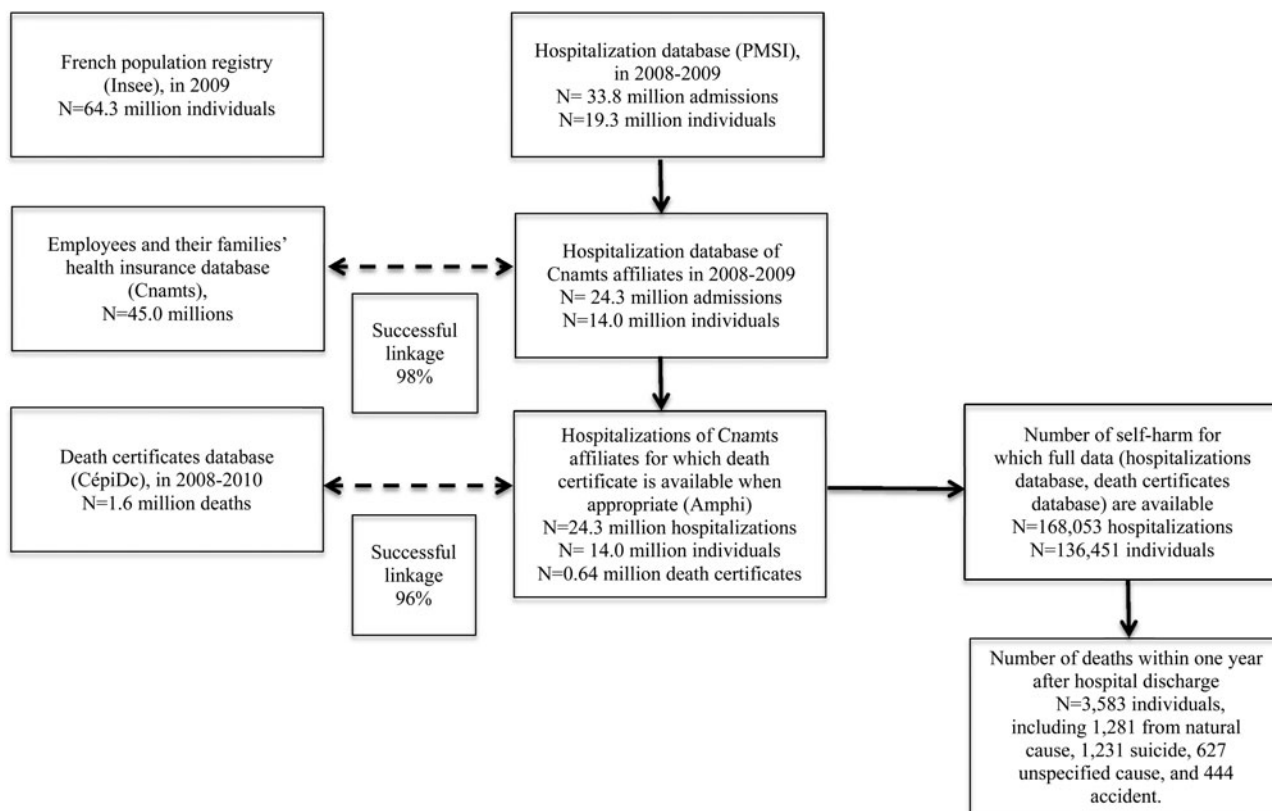 French population registry
(Insee), in 2009
N=64.3 million individuals
Hospitalization database (PMSI),
in 2008-2009
N= 33.8 million admissions
N=19.3 million individuals
Employees and their families'
health insurance database
(Cnamts),
N=45.0 millions
Successful
linkage
98%
Hospitalization database of
Cnamts affiliates in 2008-2009
N= 24.3 million admissions
N=14.0 million individuals
Death certificates database
(CépiDc), in 2008-2010
N=1.6 million deaths
Successful
linkage
96%
Hospitalizations of Cnamts
affiliates for which death
certificate is available when
appropriate (Amphi)
N=24.3 million hospitalizations
N= 14.0 million individuals
N=0.64 million death certificates
Number of self-harm for
which full data (hospitalizations
database, death certificates
database) are available
N=168,053 hospitalizations
N=136,451 individuals
Number of deaths within one year
after hospital discharge
N=3,583 individuals,
including 1,281 from natural
cause, 1,231 suicide, 627
unspecified cause, and 444
accident.